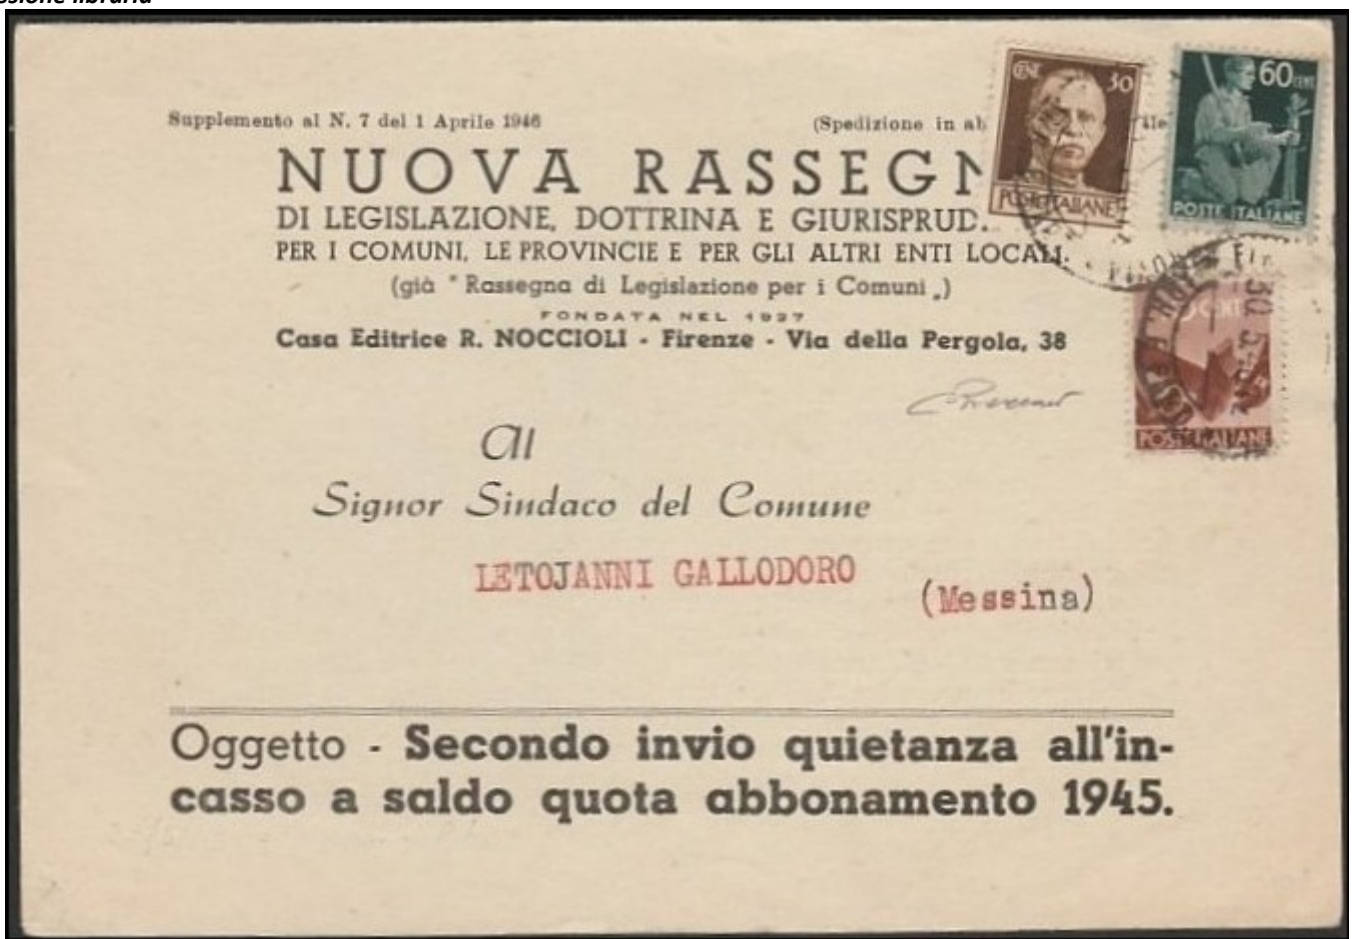 ssione libraria
Supplemento al N. 7 del 1 Aprile 1946 (Spedizione in ab
NUOVA RASSEGN
DI LEGISLAZIONE, DOTTRINA E GIURISPRUD.
PER I COMUNI, LE PROVINCIE E PER GLI ALTRI ENTI LOCALI.
(già "Rassegna di Legislazione per i Comuni„)
FONDATA NEL 1927
Casa Editrice R. NOCCIOLI - Firenze - Via della Pergola, 38
CENT 30
POSTE ITALIANE
60 CENT
POSTE ITALIANE
POSTE ITALIANE
Al
Signor Sindaco del Comune
LETOJANNI GALLODORO
(Messina)
Oggetto - Secondo invio quietanza all'in-
casso a saldo quota abbonamento 1945.